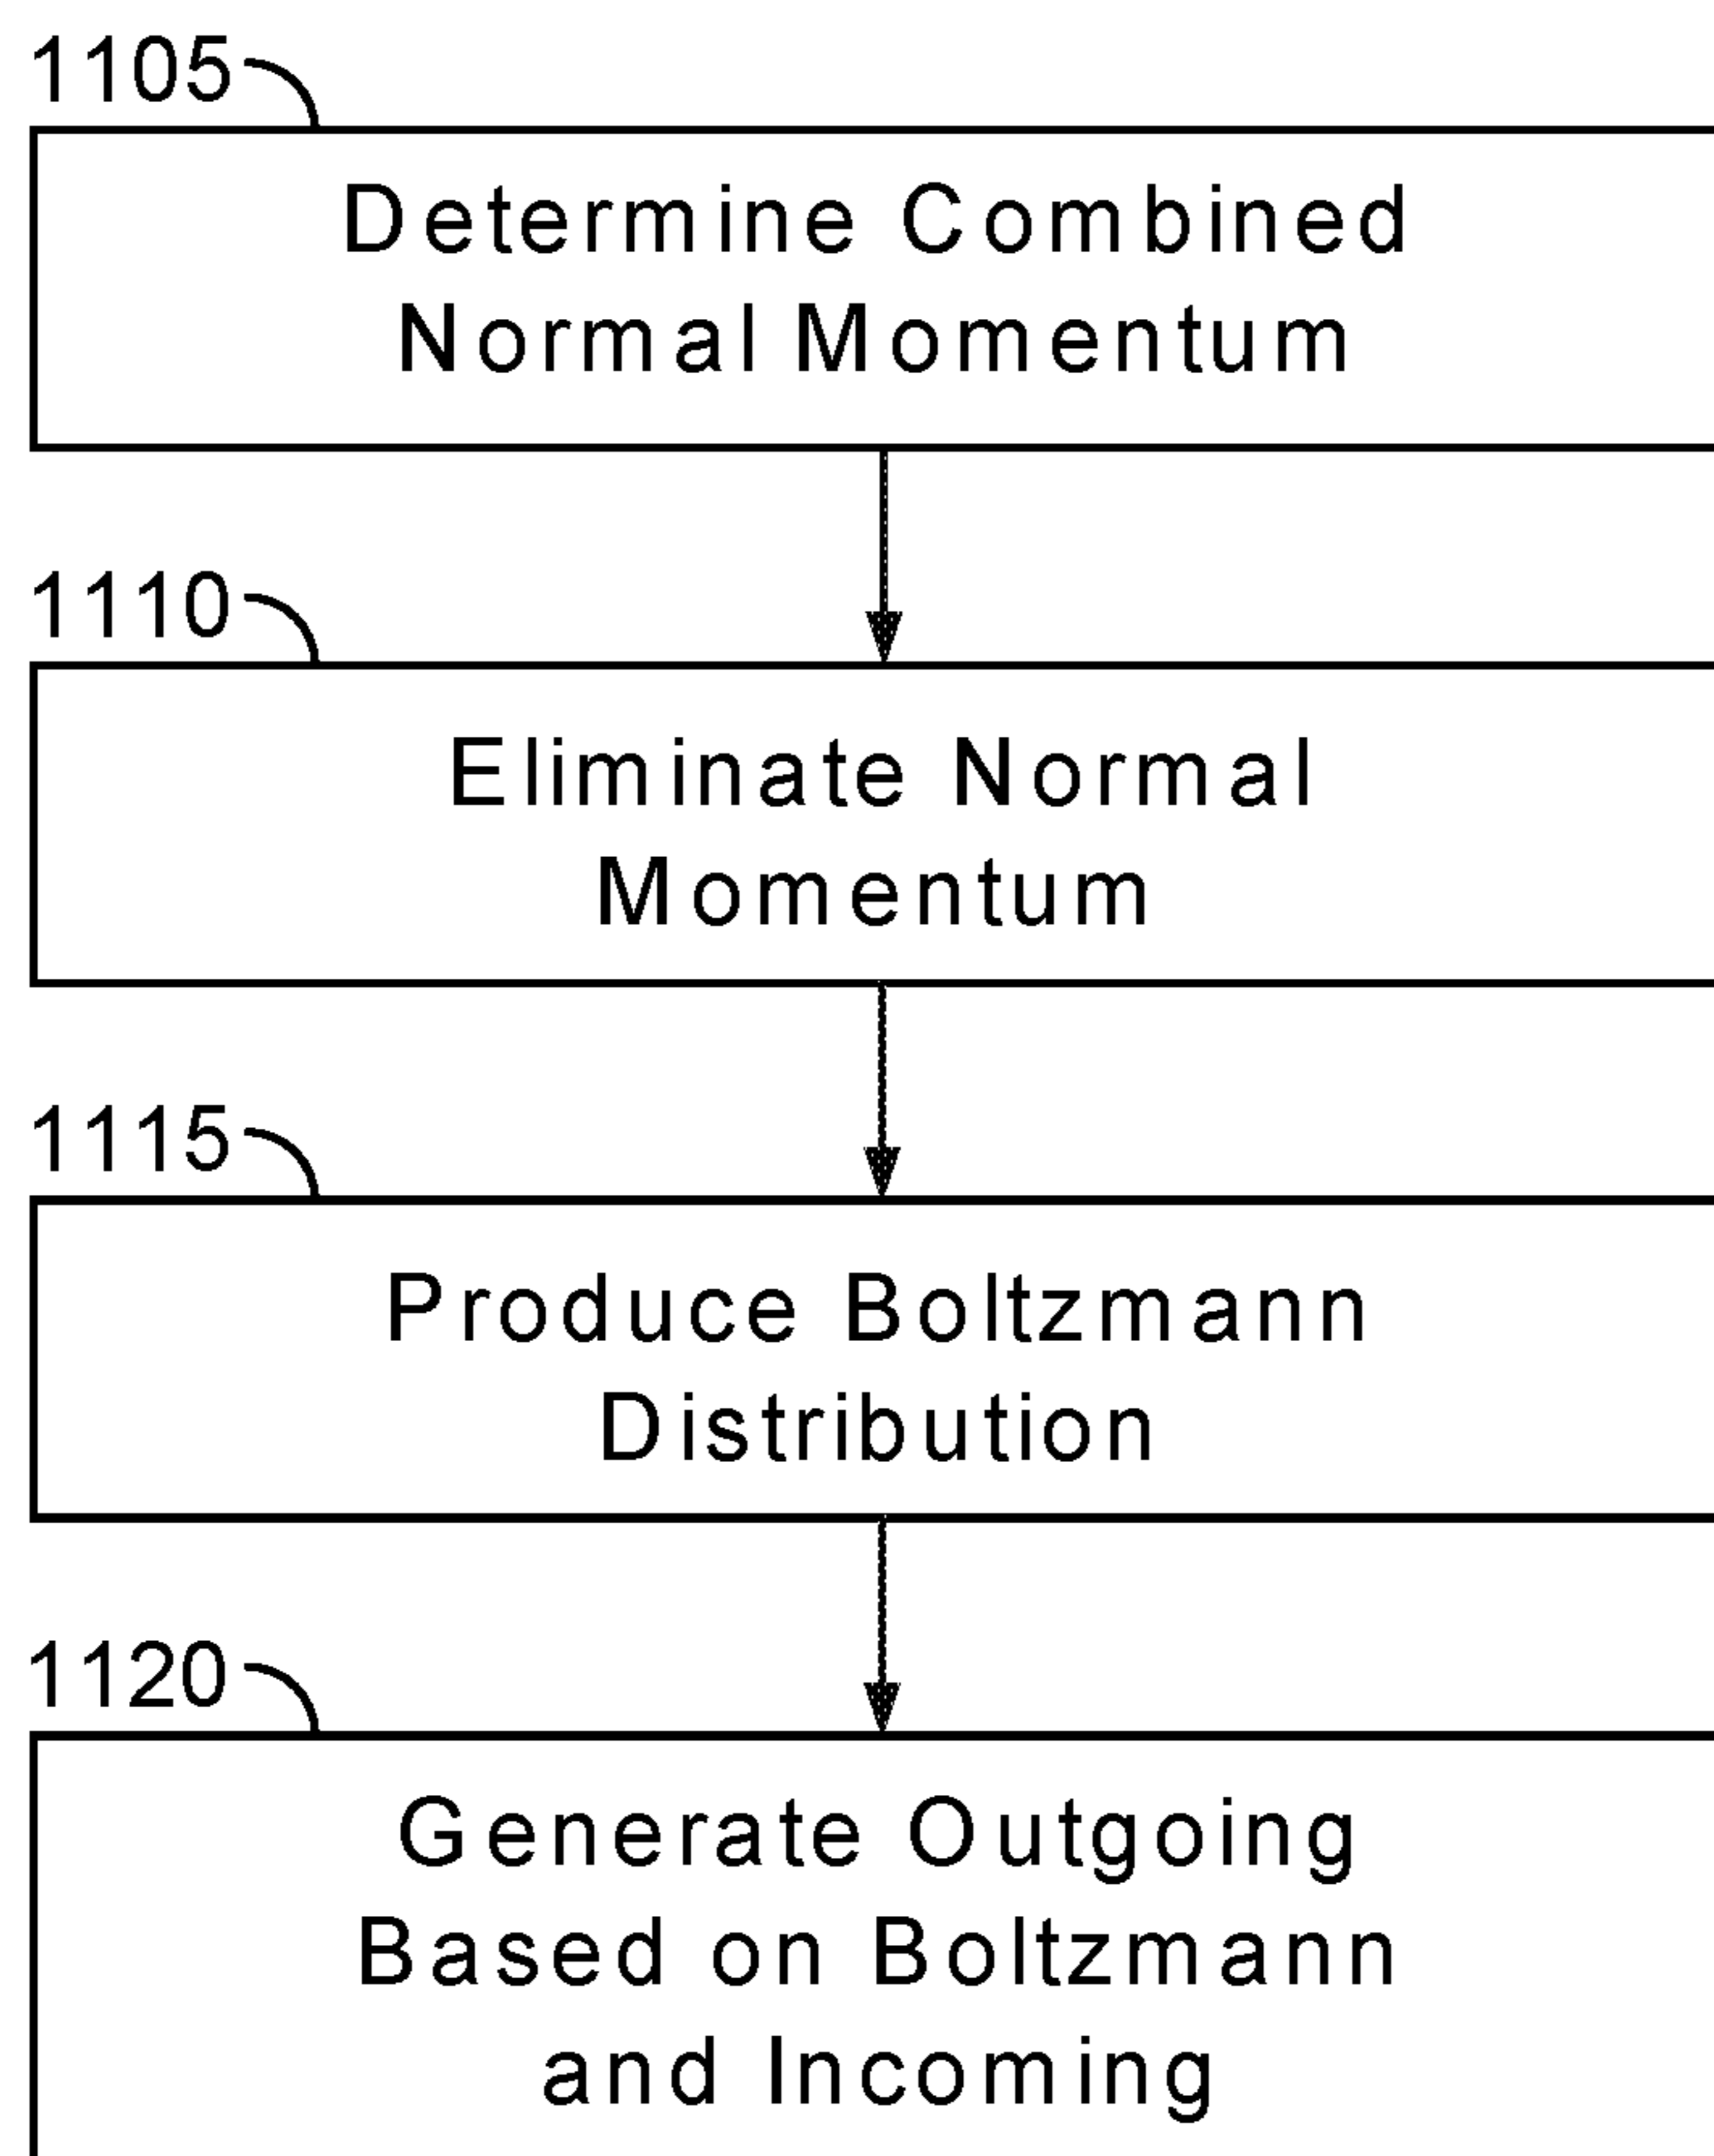 1105
Determine Combined
Normal Momentum
1110
Eliminate Normal
Momentum
1115
Produce Boltzmann
Distribution
1120
Generate Outgoing
Based on Boltzmann
and Incoming